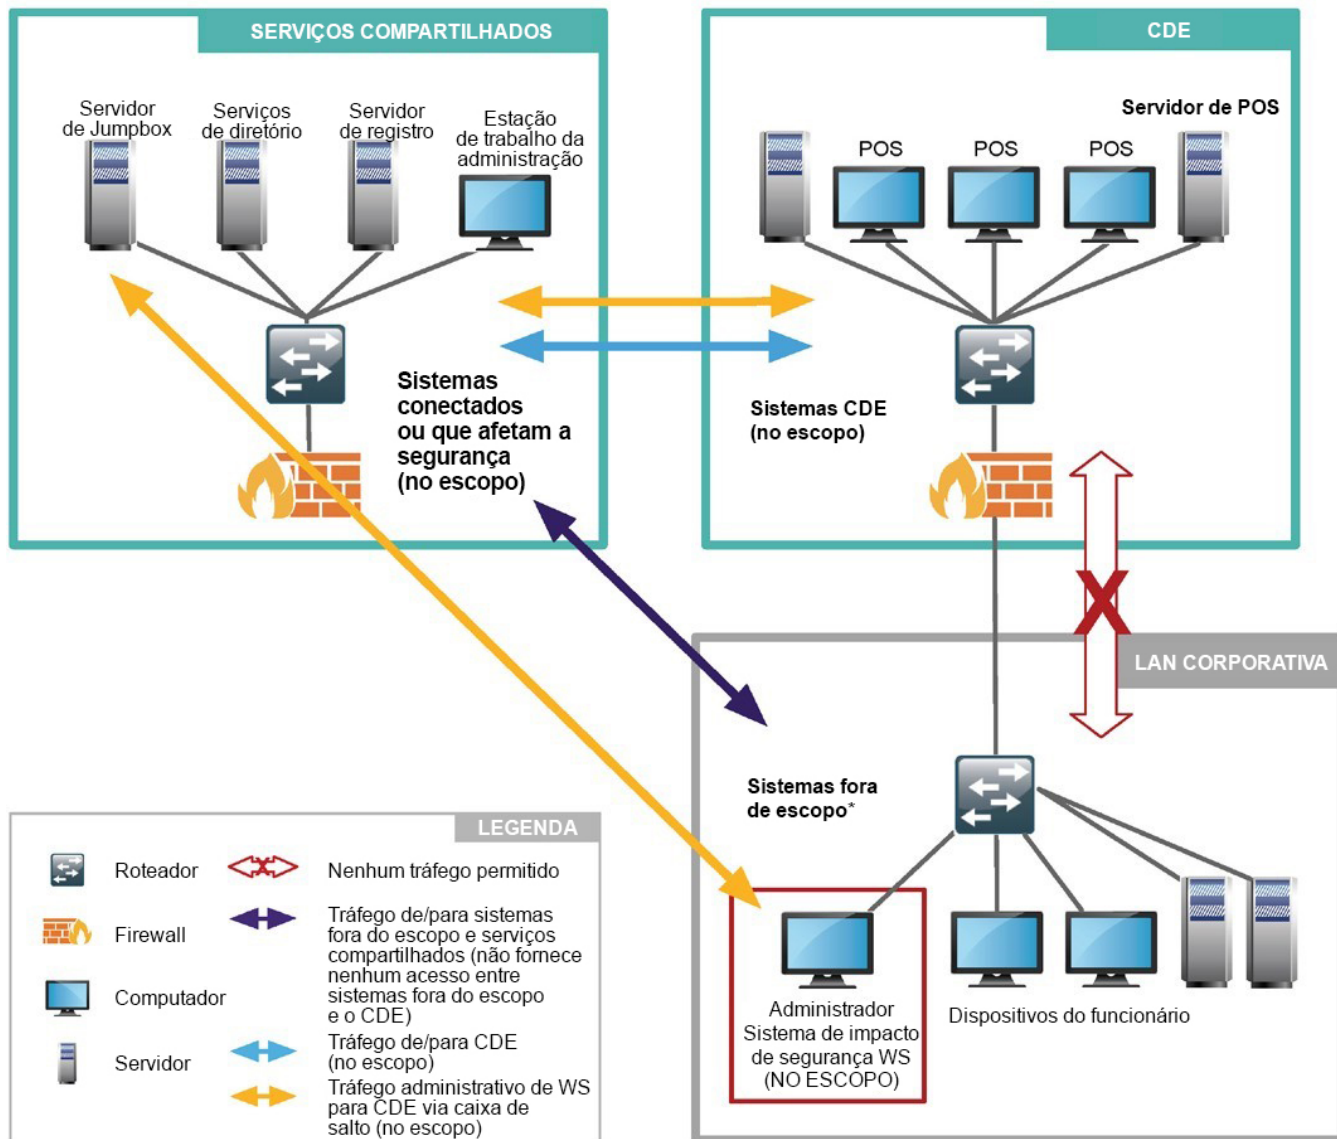 SERVIÇOS COMPARTILHADOS
Servidor
de Jumpbox
Serviços
de diretório
Servidor
de registro
Estação
de trabalho da
administração
Sistemas
conectados
ou que afetam a
segurança
(no escopo)
CDE
Servidor de POS
POS
POS
POS
Sistemas CDE
(no escopo)
X
LAN CORPORATIVA
Sistemas fora
de escopo*
Administrador
Sistema de impacto
de segurança WS
(NO ESCOPO)
Dispositivos do funcionário
LEGENDA
Roteador
Firewall
Computador
Servidor
X
Nenhum tráfego permitido
Tráfego de/para sistemas
fora do escopo e serviços
compartilhados (não fornece
nenhum acesso entre
sistemas fora do escopo
e o CDE)
Tráfego de/para CDE
(no escopo)
Tráfego administrativo de WS
para CDE via caixa de
salto (no escopo)